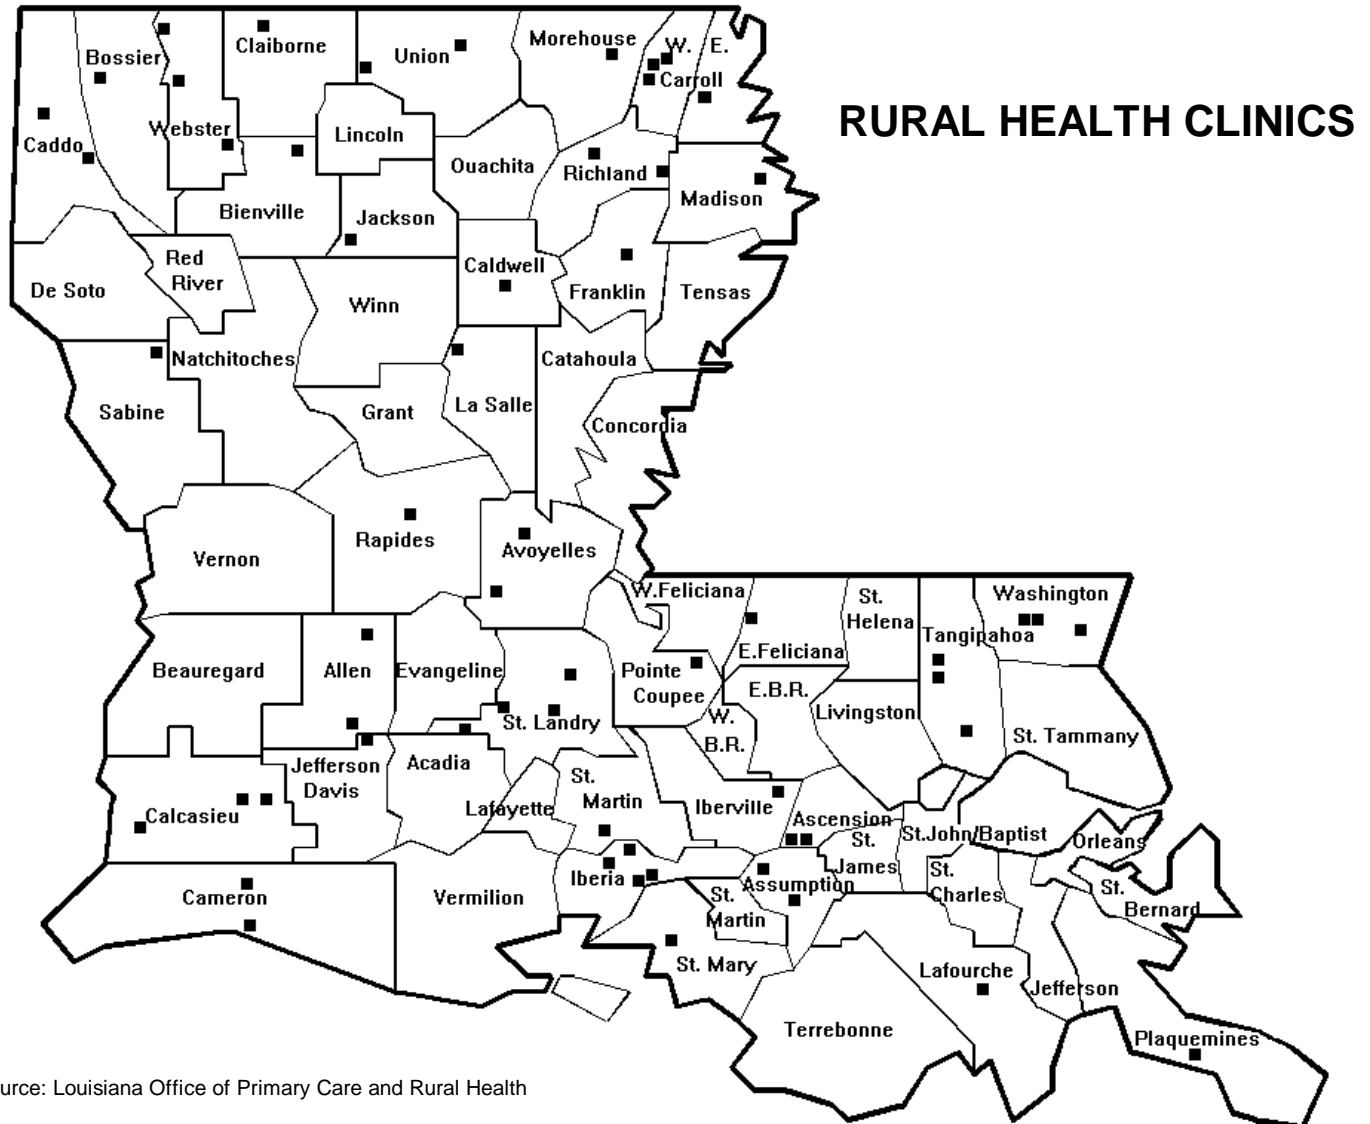 RURAL HEALTH CLINICS
Claiborne
Morehouse
W. E.
Bossier
Union
Carroll
Webster
Lincoln
Caddo
Ouachita
Richland
Madison
Bienville
Jackson
Red
River
Caldwell
De Soto
Winn
Franklin
Tensas
Natchitoches
Catahoula
Sabine
Grant
La Salle
Concordia
Rapides
Vernon
Avoyelles
W.Feliciana
St.
Helena
Washington
Tangipahoa
E.Feliciana
Beauregard
Allen
Evangeline
Pointe
Coupee
E.B.R.
W.
B.R.
Livingston
St. Landry
St. Tammany
Jefferson
Davis
Acadia
St.
Martin
Lafayette
Iberville
Calcasieu
Ascension
St.
James
St.John/Baptist
Orleans
Iberia
Assumption
St.
Charles
St.
Bernard
Cameron
Vermilion
St.
Martin
St. Mary
Lafourche
Jefferson
Terrebonne
Plaquemines
urce: Louisiana Office of Primary Care and Rural Health